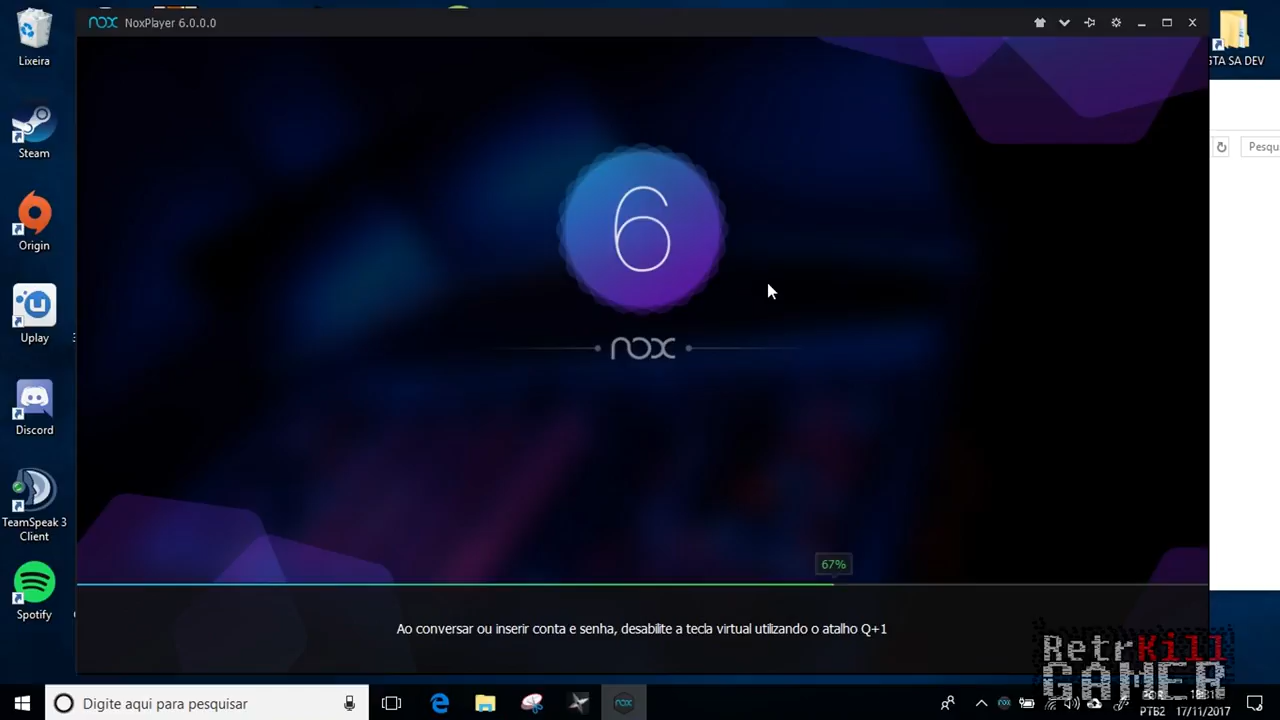 nox NoxPlayer 6.0.0.0
Lixeira
STA SA DEV
Steam
Pesqu
Origin
6
Uplay
nox
Discord
TeamSpeak 3
Client
67%
Spotify
Ao conversar ou inserir conta e senha, desabilite a tecla virtual utilizando o atalho Q+1
RetrKill
GAMER
Digite aqui para pesquisar
nox
PTB2 17/11/2017